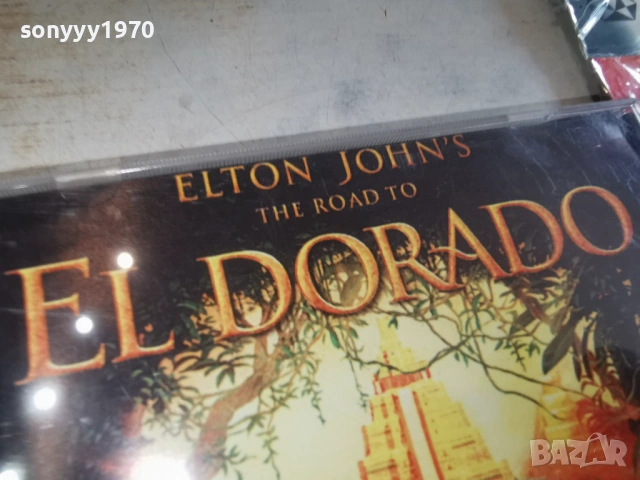 sonyyy1970
ELTON JOHN'S
THE ROAD TO
EL DORADO
BAZAR